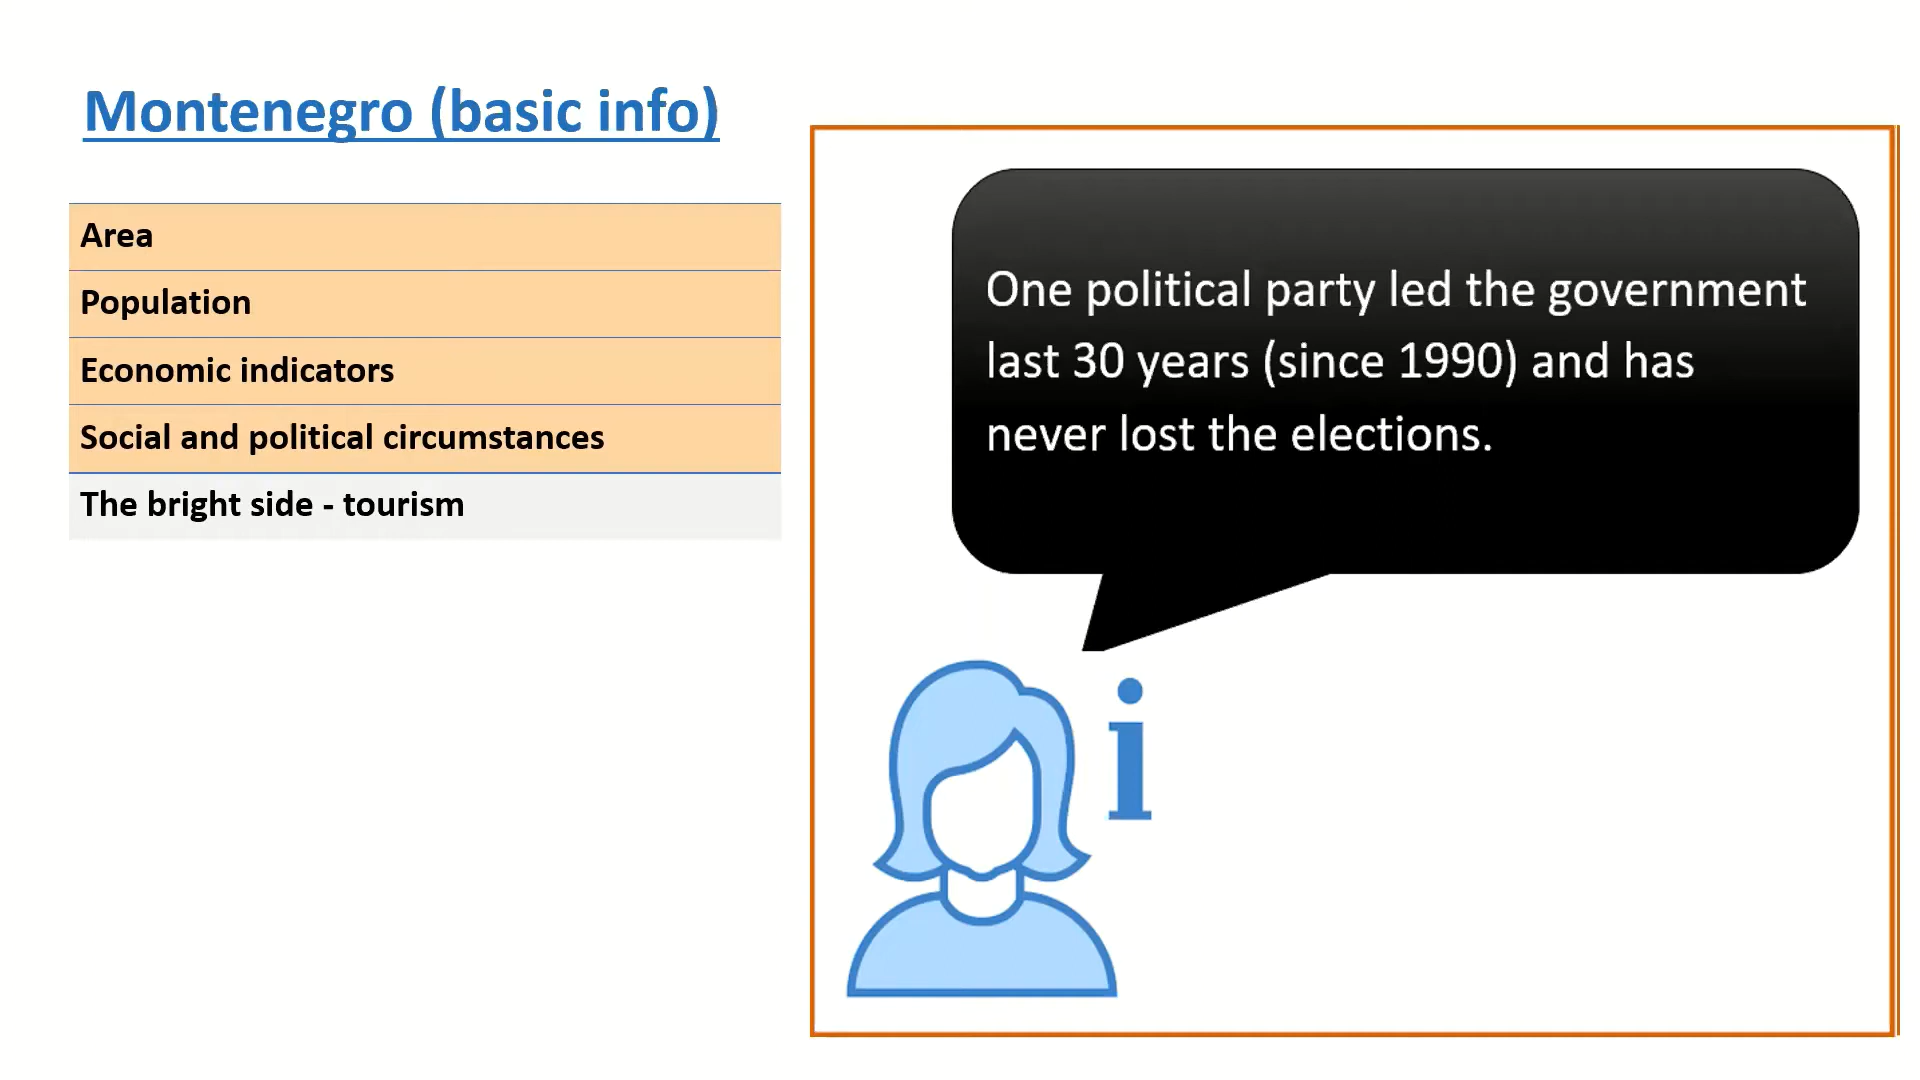 Montenegro (basic info)
Area
Population
Economic indicators
Social and political circumstances
The bright side - tourism
One political party led the government
last 30 years (since 1990) and has
never lost the elections.
i